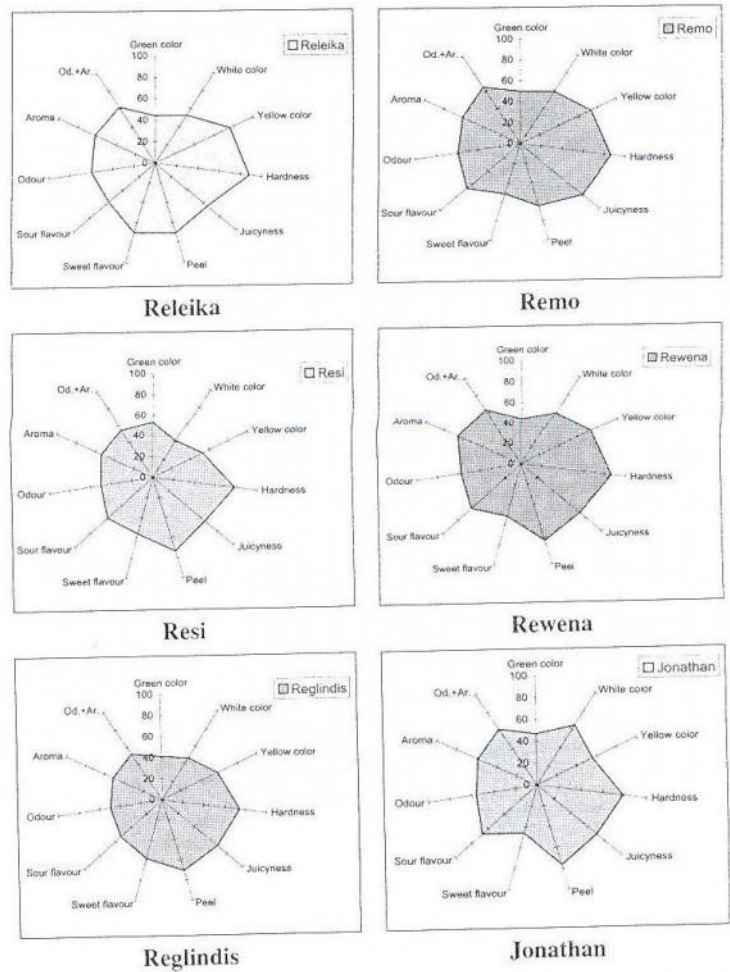 Green color
100
80
60
40
20
0
Releika
White color
Yellow color
Hardness
Juicyness
Peel
Sweet flavour
Sour flavour
Odour
Aroma
Od.+Ar.
Releika
Green color
100
80
60
40
20
0
Remo
White color
Yellow color
Hardness
Juicyness
Peel
Sweet flavour
Sour flavour
Odour
Aroma
Od.+Ar.
Remo
Green color
100
80
60
40
20
0
Resi
White color
Yellow color
Hardness
Juicyness
Peel
Sweet flavour
Sour flavour
Odour
Aroma
Od.+Ar.
Resi
Green color
100
80
60
40
20
0
Rewena
White color
Yellow color
Hardness
Juicyness
Peel
Sweet flavour
Sour flavour
Odour
Aroma
Od.+Ar.
Rewena
Green color
100
80
60
40
20
0
Reglindis
White color
Yellow color
Hardness
Juicyness
Peel
Sweet flavour
Sour flavour
Odour
Aroma
Od.+Ar.
Reglindis
Green color
100
80
60
40
20
0
Jonathan
White color
Yellow color
Hardness
Juicyness
Peel
Sweet flavour
Sour flavour
Odour
Aroma
Od.+Ar.
Jonathan